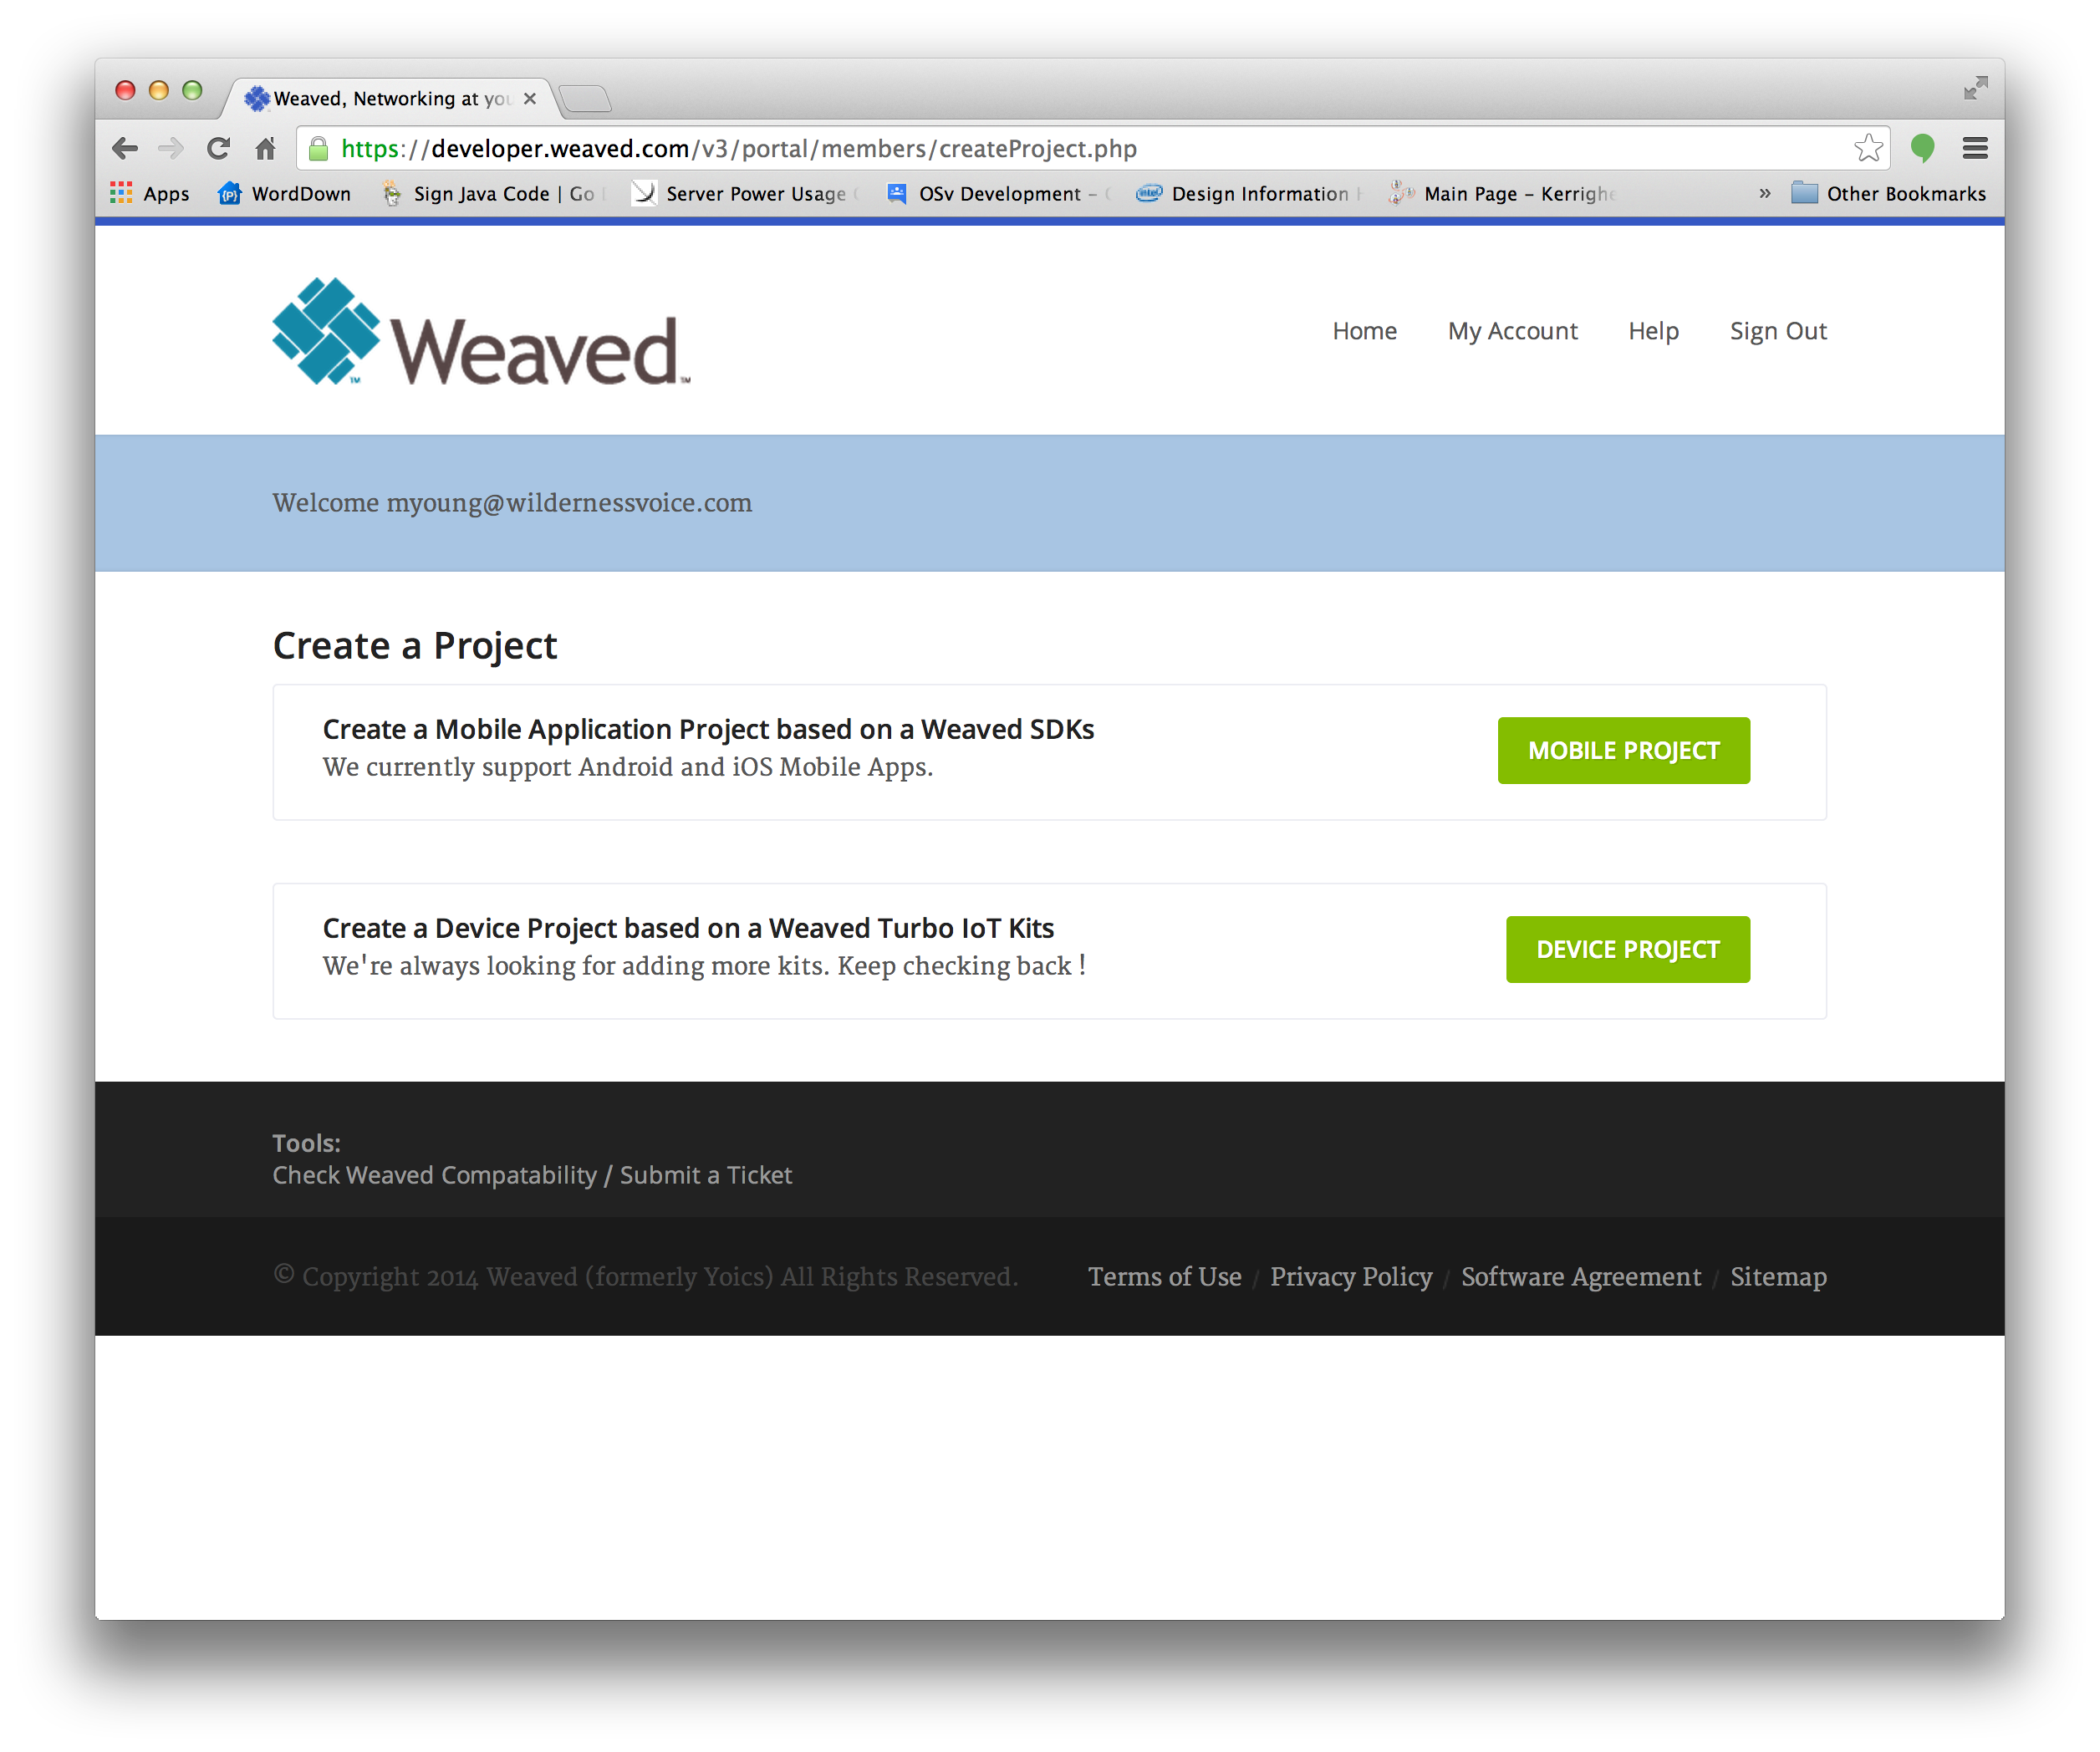 Weaved, Networking at you
https://developer.weaved.com/v3/portal/members/createProject.php
Apps WordDown Sign Java Code | Go Server Power Usage OSv Development – Design Information Main Page – Kerrighe » Other Bookmarks
Weaved™
Home My Account Help Sign Out
Welcome myoung@wildernessvoice.com
Create a Project
Create a Mobile Application Project based on a Weaved SDKs
We currently support Android and iOS Mobile Apps.
MOBILE PROJECT
Create a Device Project based on a Weaved Turbo IoT Kits
We're always looking for adding more kits. Keep checking back !
DEVICE PROJECT
Tools:
Check Weaved Compatability / Submit a Ticket
© Copyright 2014 Weaved (formerly Yoics) All Rights Reserved. Terms of Use / Privacy Policy / Software Agreement / Sitemap